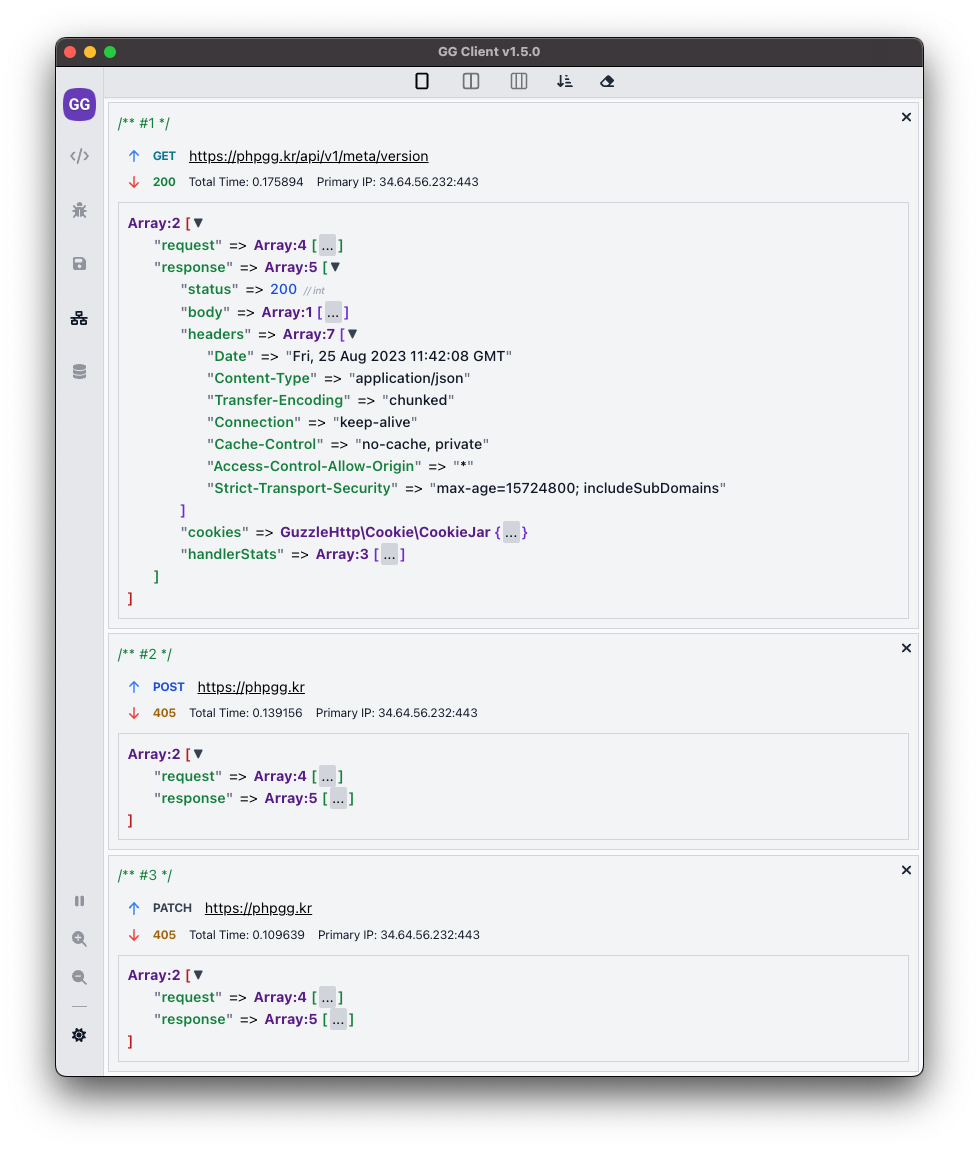 GG Client v1.5.0
GG
/** #1 */
GET https://phpgg.kr/api/v1/meta/version
200 Total Time: 0.175894 Primary IP: 34.64.56.232:443
Array:2 [▼
"request" => Array:4 [ ... ]
"response" => Array:5 [▼
"status" => 200 // int
"body" => Array:1 [ ... ]
"headers" => Array:7 [▼
"Date" => "Fri, 25 Aug 2023 11:42:08 GMT"
"Content-Type" => "application/json"
"Transfer-Encoding" => "chunked"
"Connection" => "keep-alive"
"Cache-Control" => "no-cache, private"
"Access-Control-Allow-Origin" => "*"
"Strict-Transport-Security" => "max-age=15724800; includeSubDomains"
]
"cookies" => GuzzleHttp\Cookie\CookieJar { ... }
"handlerStats" => Array:3 [ ... ]
]
]
/** #2 */
POST https://phpgg.kr
405 Total Time: 0.139156 Primary IP: 34.64.56.232:443
Array:2 [▼
"request" => Array:4 [ ... ]
"response" => Array:5 [ ... ]
]
/** #3 */
PATCH https://phpgg.kr
405 Total Time: 0.109639 Primary IP: 34.64.56.232:443
Array:2 [▼
"request" => Array:4 [ ... ]
"response" => Array:5 [ ... ]
]